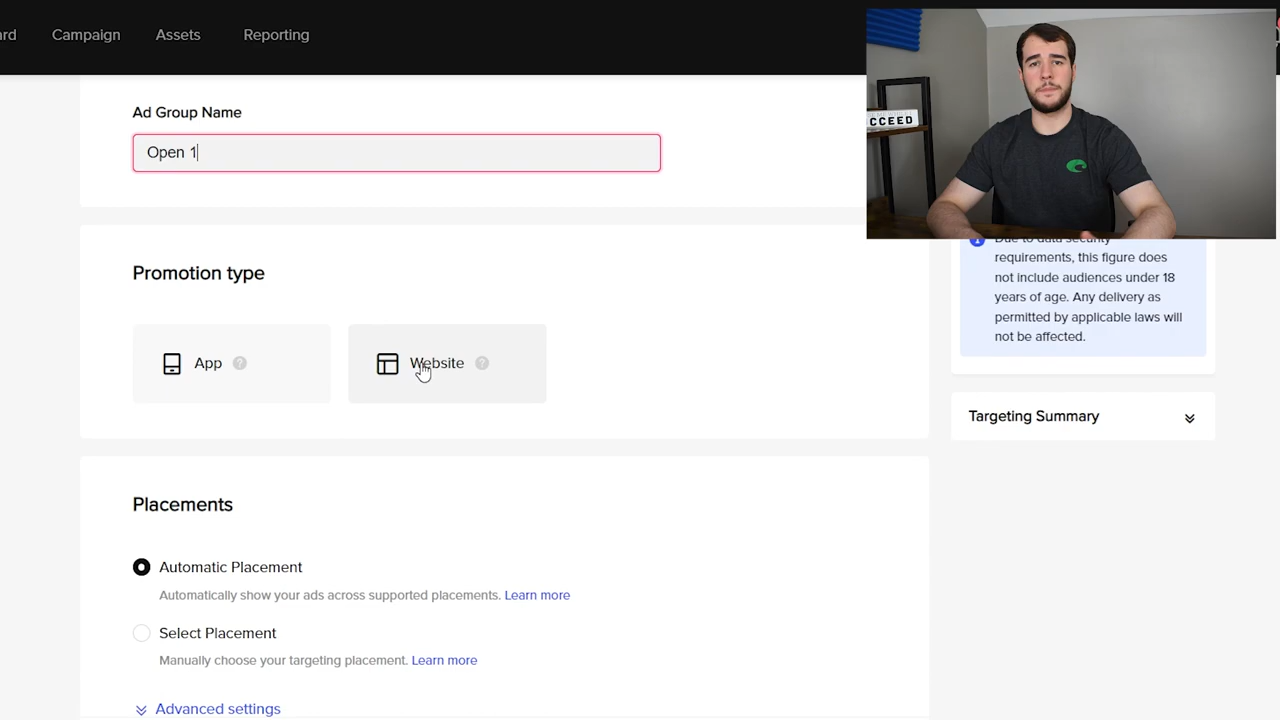 rd
Campaign
Assets
Reporting
CCEED
Ad Group Name
Open 1
Promotion type
App
Website
Due to data security
requirements, this figure does
not include audiences under 18
years of age. Any delivery as
permitted by applicable laws will
not be affected.
Targeting Summary
Placements
Automatic Placement
Automatically show your ads across supported placements. Learn more
Select Placement
Manually choose your targeting placement. Learn more
Advanced settings